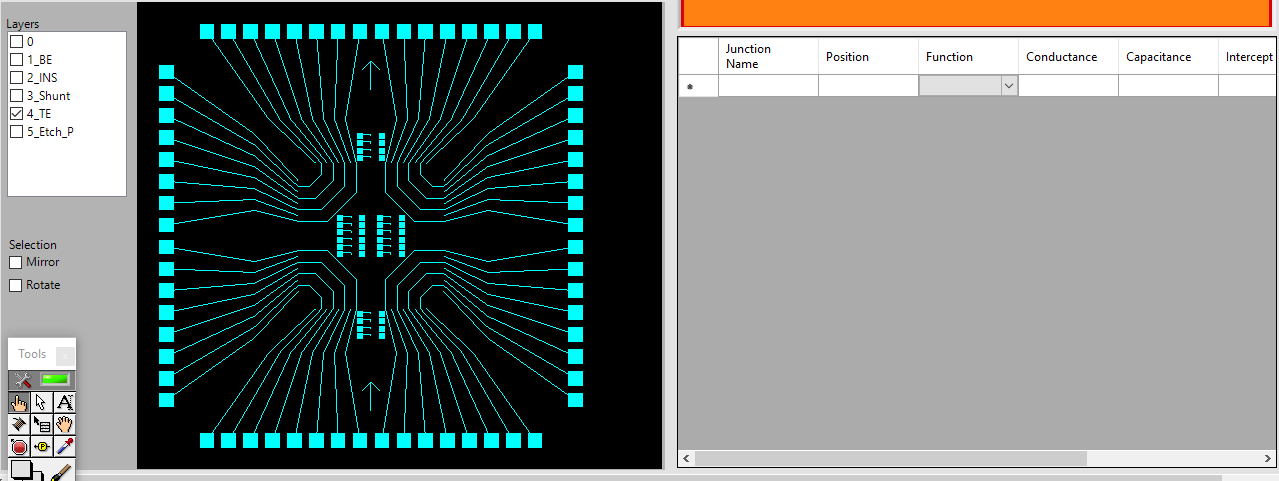 Layers
0
1_BE
2_INS
3_Shunt
4_TE
5_Etch_P
Selection
Mirror
Rotate
Tools
x
A
P
Junction Name
Position
Function
Conductance
Capacitance
Intercept